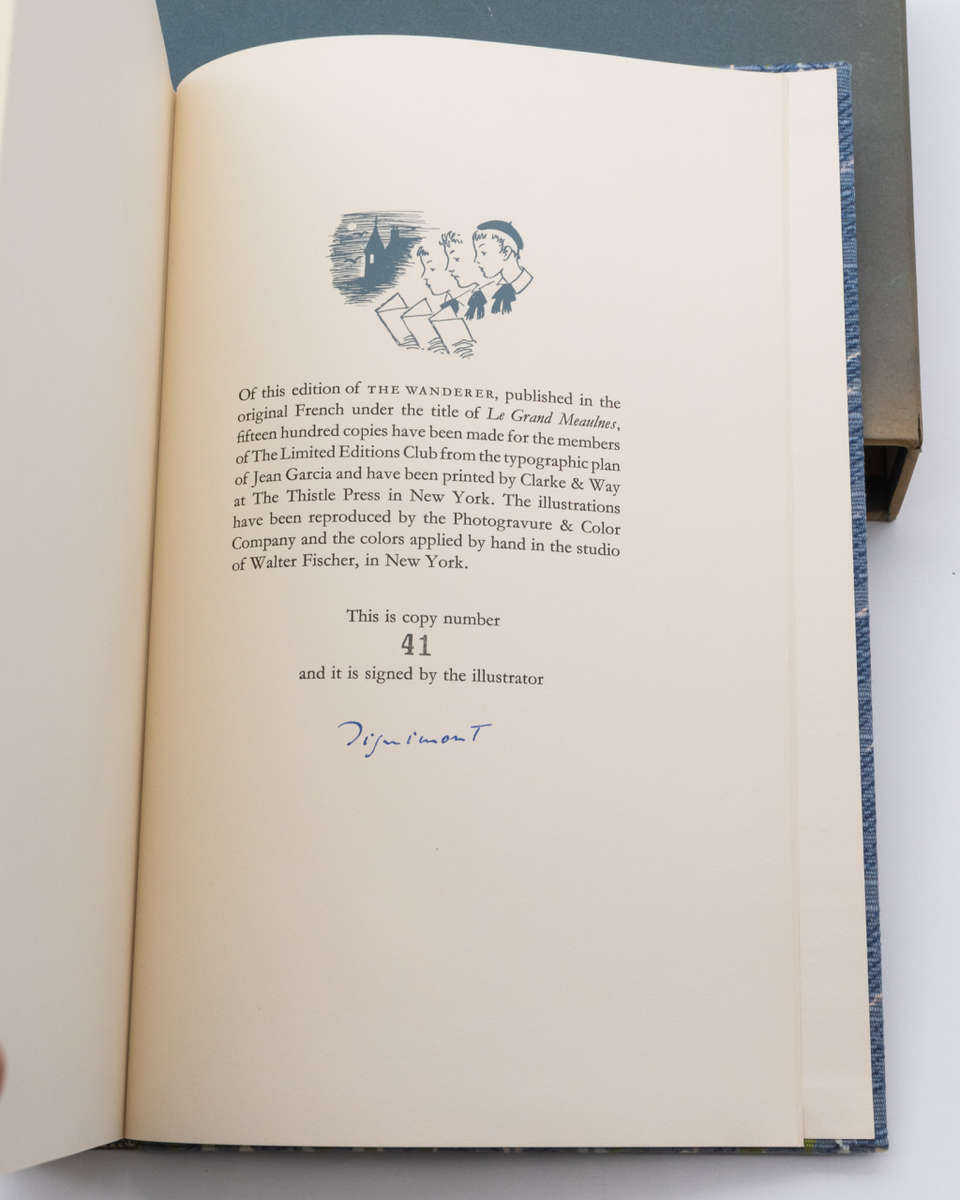 Of this edition of THE WANDERER, published in the
original French under the title of Le Grand Meaulnes,
fifteen hundred copies have been made for the members
of The Limited Editions Club from the typographic plan
of Jean Garcia and have been printed by Clarke & Way
at The Thistle Press in New York. The illustrations
have been reproduced by the Photogravure & Color
Company and the colors applied by hand in the studio
of Walter Fischer, in New York.
This is copy number
41
and it is signed by the illustrator
Dignimont